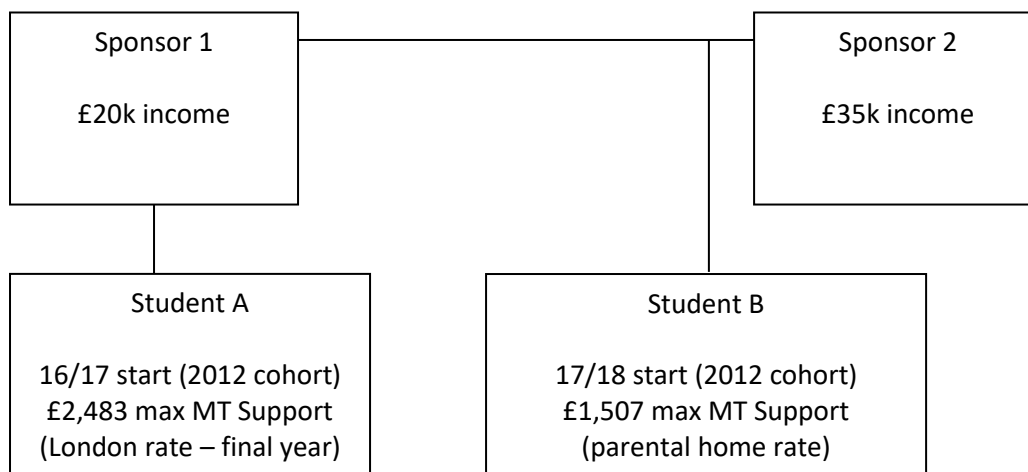 Sponsor 1
£20k income
Sponsor 2
£35k income
Student A
16/17 start (2012 cohort)
£2,483 max MT Support
(London rate – final year)
Student B
17/18 start (2012 cohort)
£1,507 max MT Support
(parental home rate)